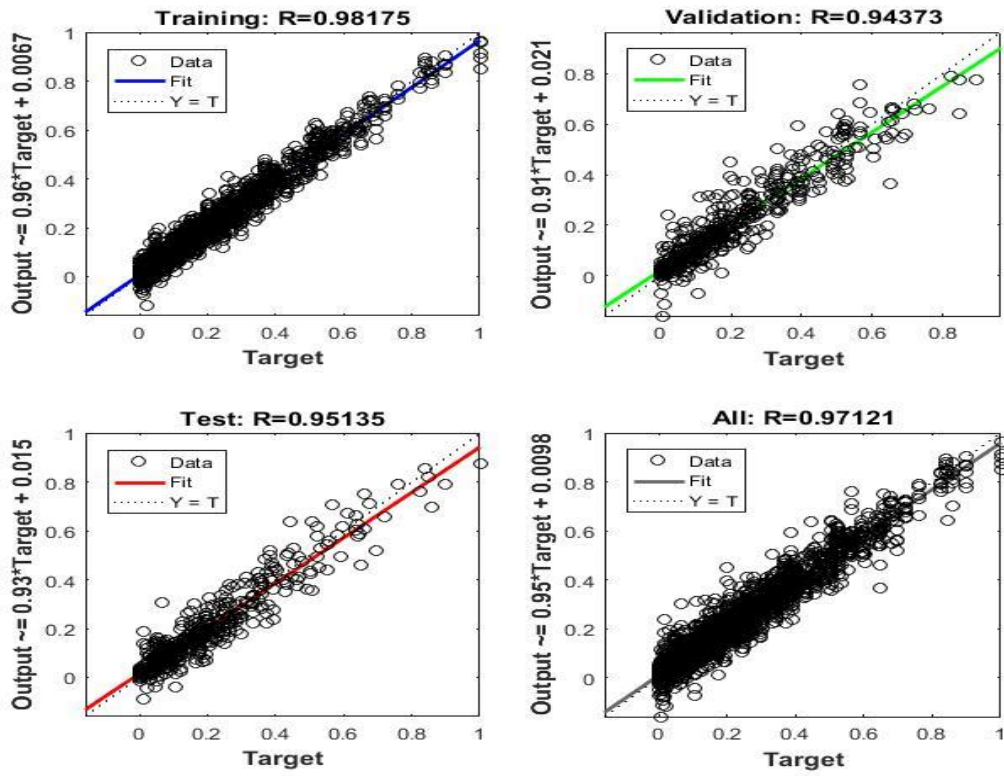 Training: R=0.98175
Output ~= 0.96*Target + 0.0067
1
0.8
0.6
0.4
0.2
0
Data
Fit
Y = T
0 0.2 0.4 0.6 0.8 1
Target
Validation: R=0.94373
Output ~= 0.91*Target + 0.021
0.8
0.6
0.4
0.2
0
Data
Fit
Y = T
0 0.2 0.4 0.6 0.8
Target
Test: R=0.95135
Output ~= 0.93*Target + 0.015
1
0.8
0.6
0.4
0.2
0
Data
Fit
Y = T
0 0.2 0.4 0.6 0.8 1
Target
All: R=0.97121
Output ~= 0.95*Target + 0.0098
1
0.8
0.6
0.4
0.2
0
Data
Fit
Y = T
0 0.2 0.4 0.6 0.8 1
Target